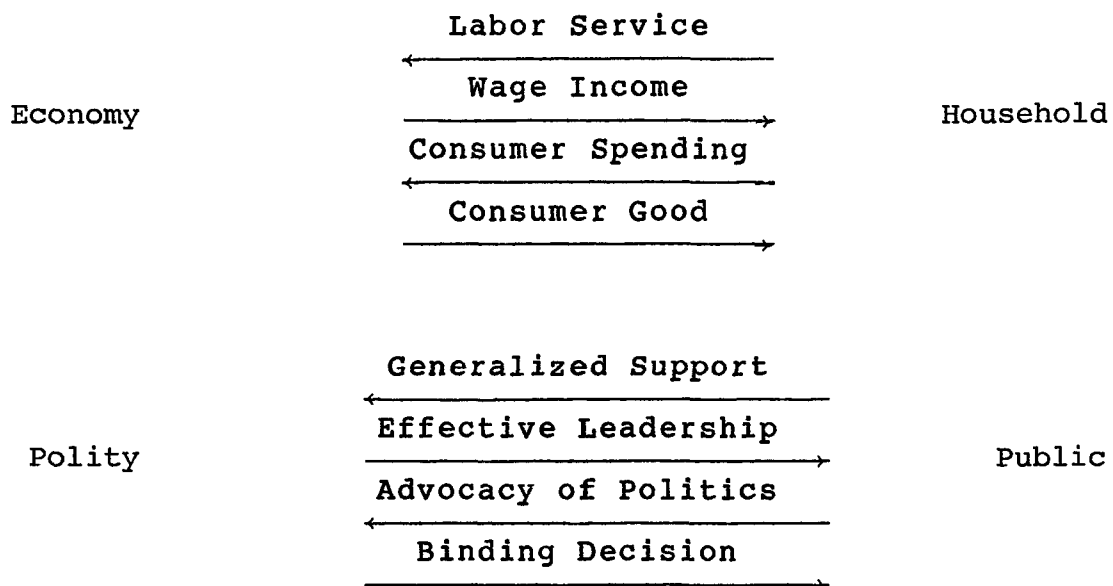 Labor Service
Wage Income
Economy Household
Consumer Spending
Consumer Good
Generalized Support
Effective Leadership
Polity Public
Advocacy of Politics
Binding Decision